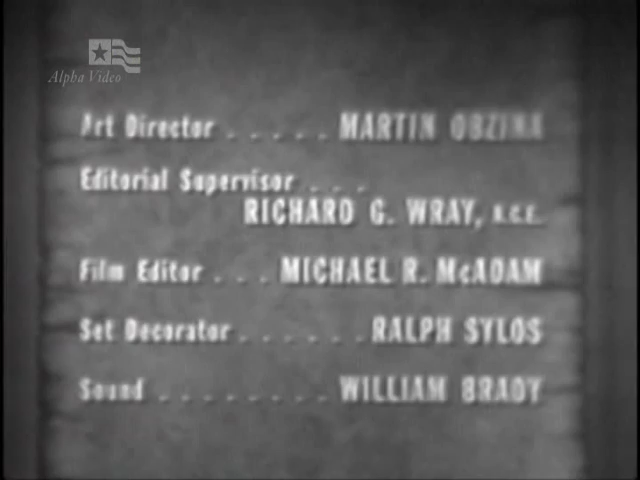 Alpha Video
Art Director . . . . . MARTIN OBZINA
Editorial Supervisor . . .
RICHARD G. WRAY, A.C.E.
Film Editor . . . MICHAEL R. McADAM
Set Decorator . . . . . . RALPH SYLOS
Sound . . . . . . . . WILLIAM BRADY